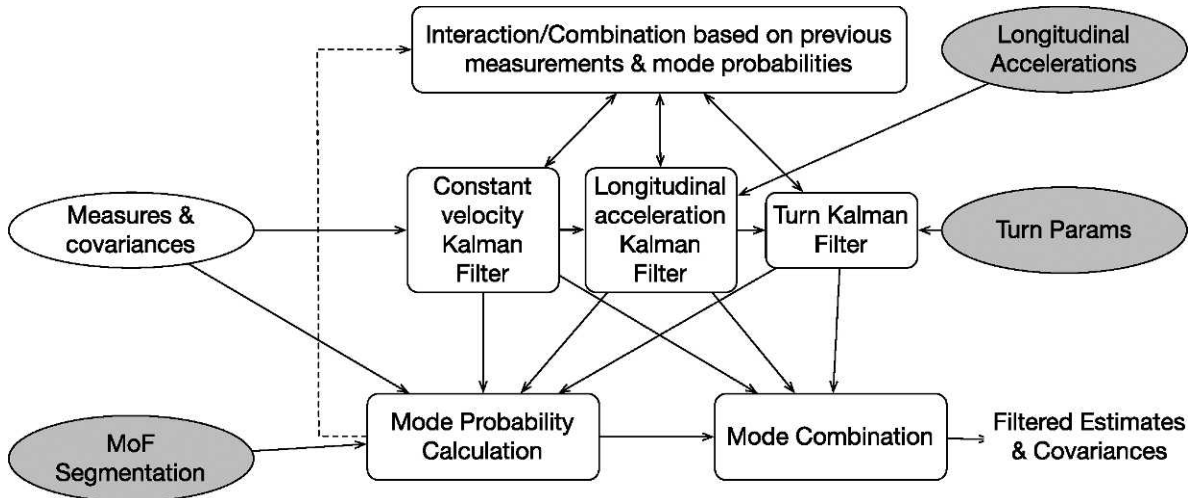 Interaction/Combination based on previous
measurements & mode probabilities
Longitudinal
Accelerations
Measures &
covariances
Constant
velocity
Kalman
Filter
Longitudinal
acceleration
Kalman
Filter
Turn Kalman
Filter
Turn Params
MoF
Segmentation
Mode Probability
Calculation
Mode Combination
Filtered Estimates
& Covariances